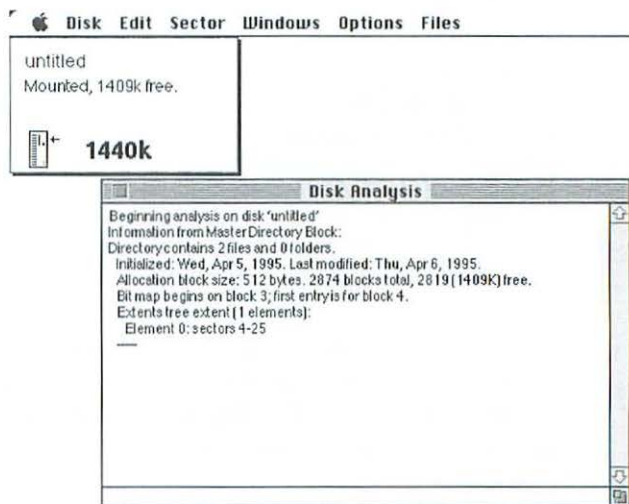 Disk Edit Sector Windows Options Files
untitled
Mounted, 1409k free.
1440k
Disk Analysis
Beginning analysis on disk 'untitled'
Information from Master Directory Block:
Directory contains 2 files and 0 folders.
Initialized: Wed, Apr 5, 1995. Last modified: Thu, Apr 6, 1995.
Allocation block size: 512 bytes. 2874 blocks total, 2819 (1409K) free.
Bit map begins on block 3; first entry is for block 4.
Extents tree extent (1 elements):
Element 0: sectors 4-25